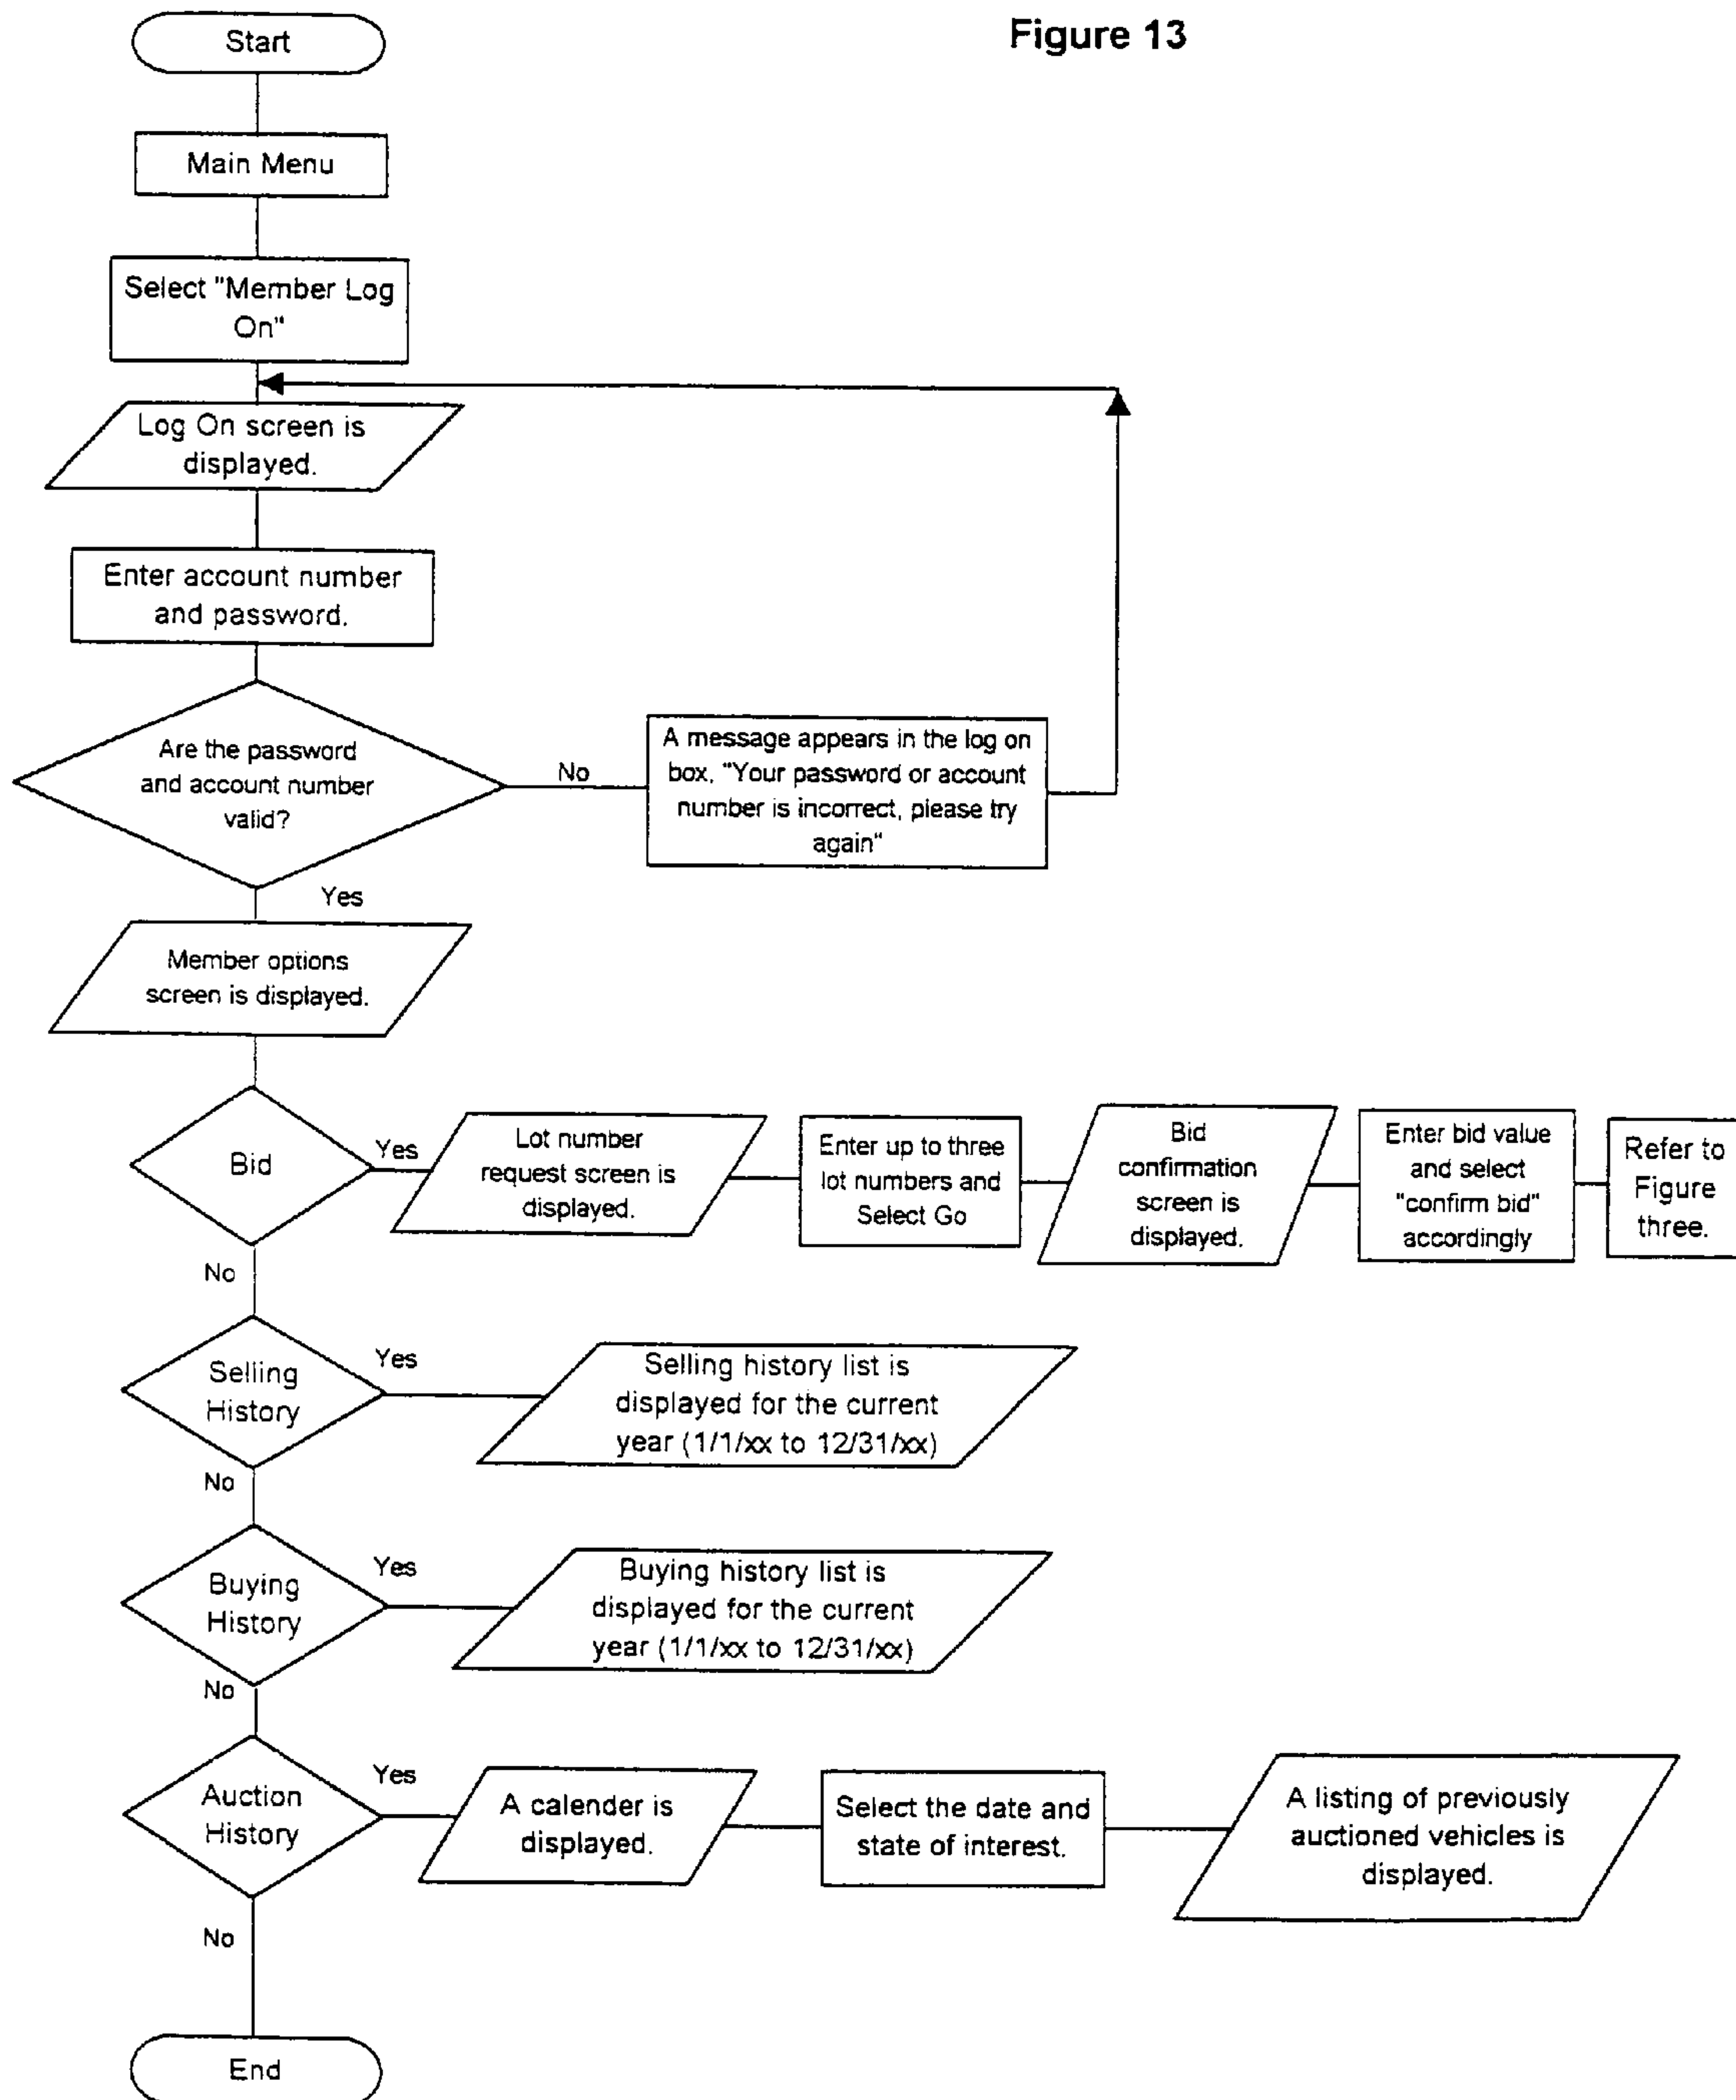 Figure 13
Start
Main Menu
Select "Member Log
On"
Log On screen is
displayed.
Enter account number
and password.
Are the password
and account number
valid?
No
A message appears in the log on
box, "Your password or account
number is incorrect, please try
again"
Yes
Member options
screen is displayed.
Bid
Yes
Lot number
request screen is
displayed.
Enter up to three
lot numbers and
Select Go
Bid
confirmation
screen is
displayed.
Enter bid value
and select
"confirm bid"
accordingly
Refer to
Figure
three.
No
Selling
History
Yes
Selling history list is
displayed for the current
year (1/1/xx to 12/31/xx)
No
Buying
History
Yes
Buying history list is
displayed for the current
year (1/1/xx to 12/31/xx)
No
Auction
History
Yes
A calender is
displayed.
Select the date and
state of interest.
A listing of previously
auctioned vehicles is
displayed.
No
End